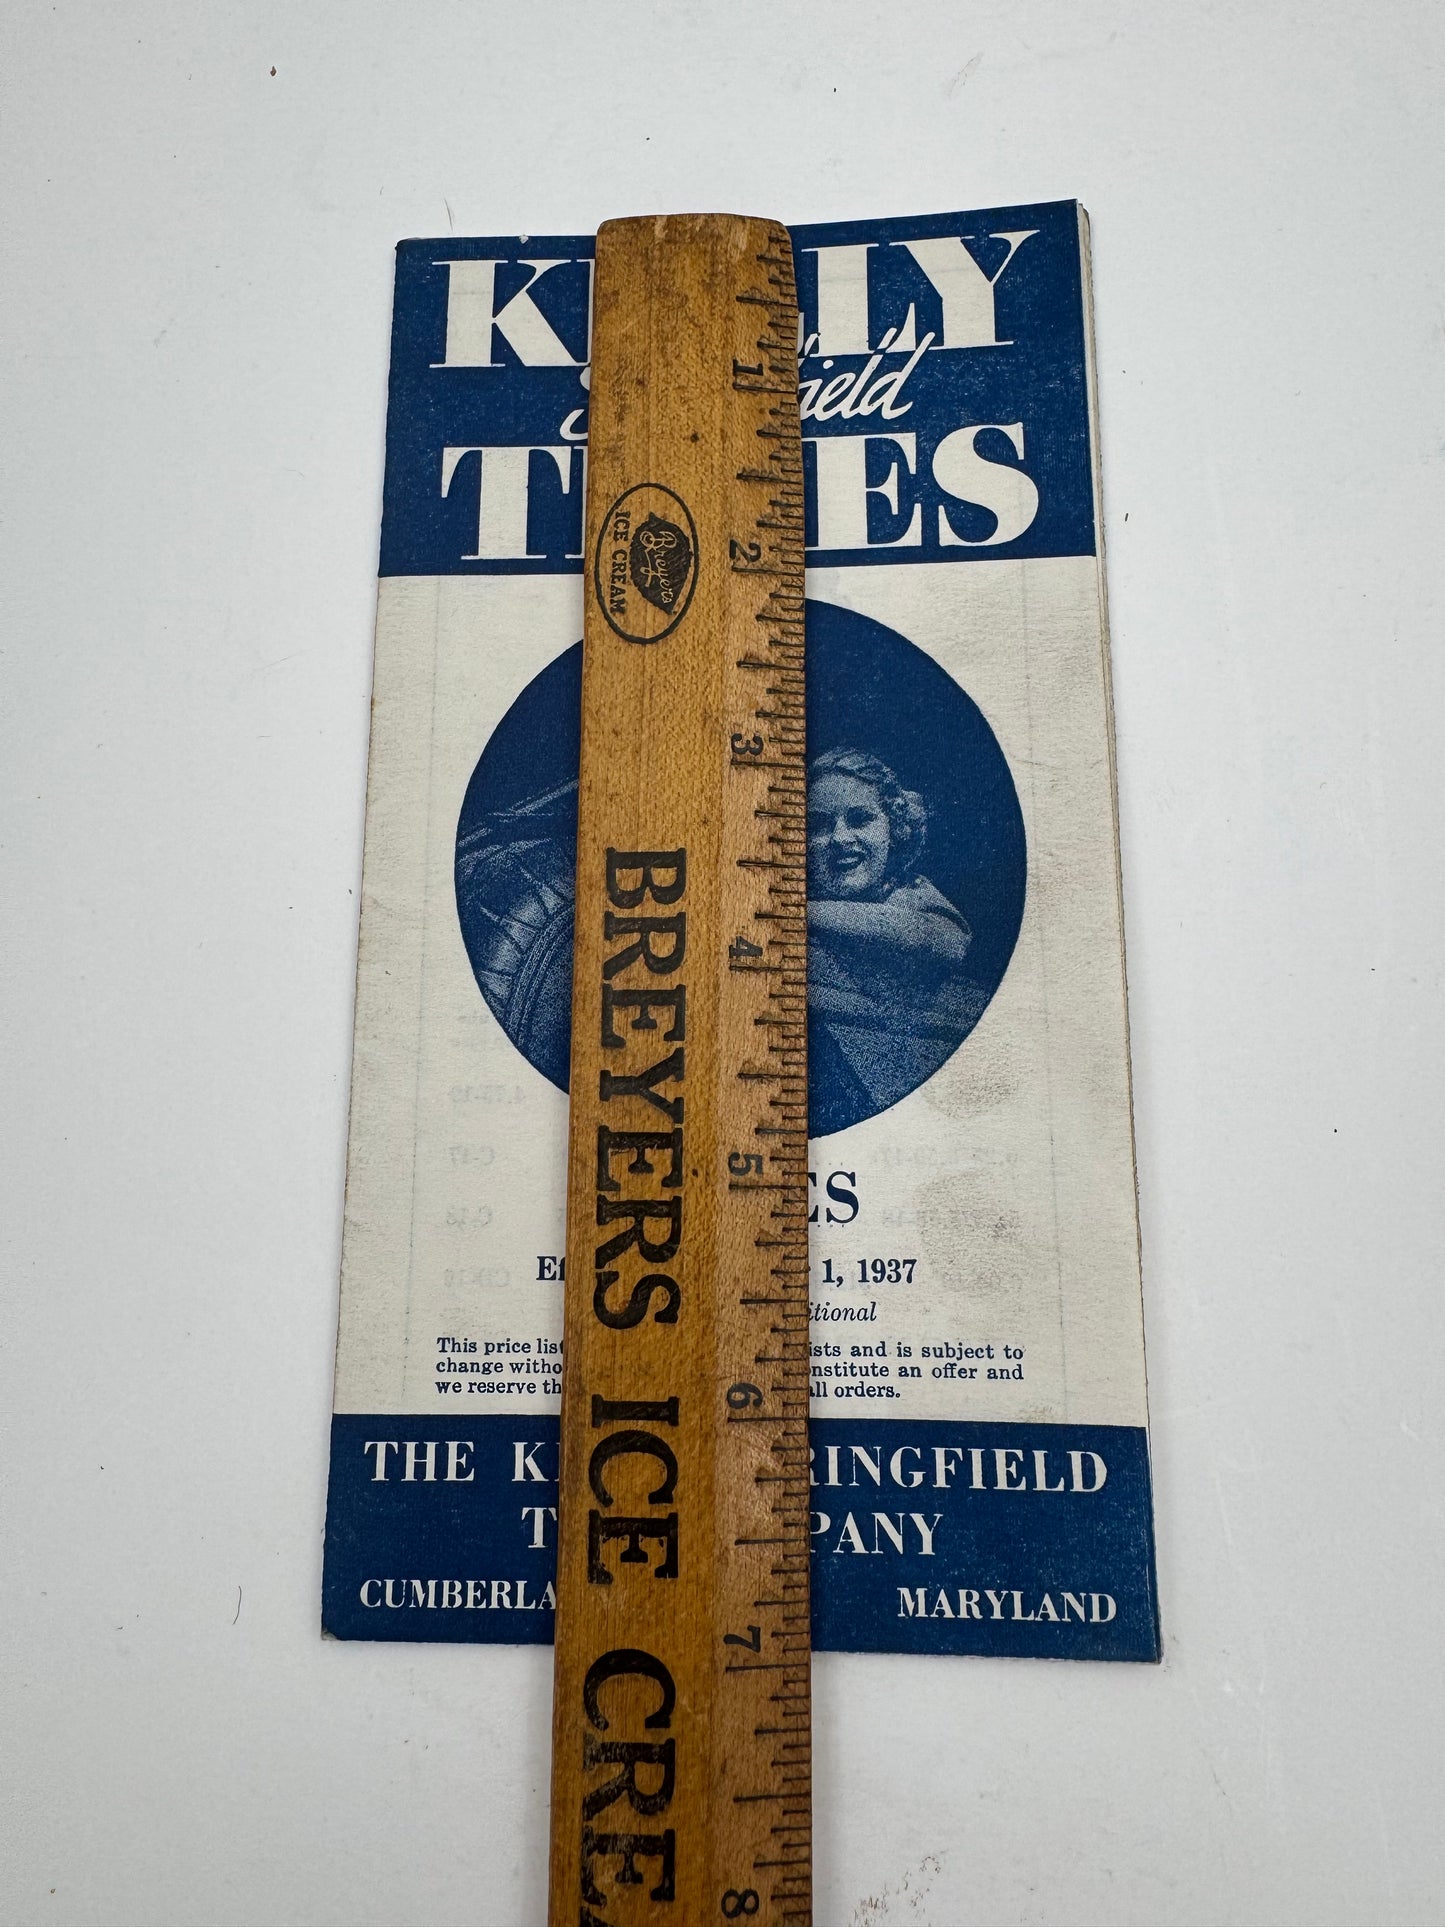 K LY
ield
T ES
ES
1, 1937
itional
This price list ists and is subject to
change witho nstitute an offer and
we reserve th all orders.
THE K RINGFIELD
T PANY
CUMBERLA MARYLAND
Breyers
ICE CREAM
BREYERS ICE CREA
1
2
3
4
5
6
7
8